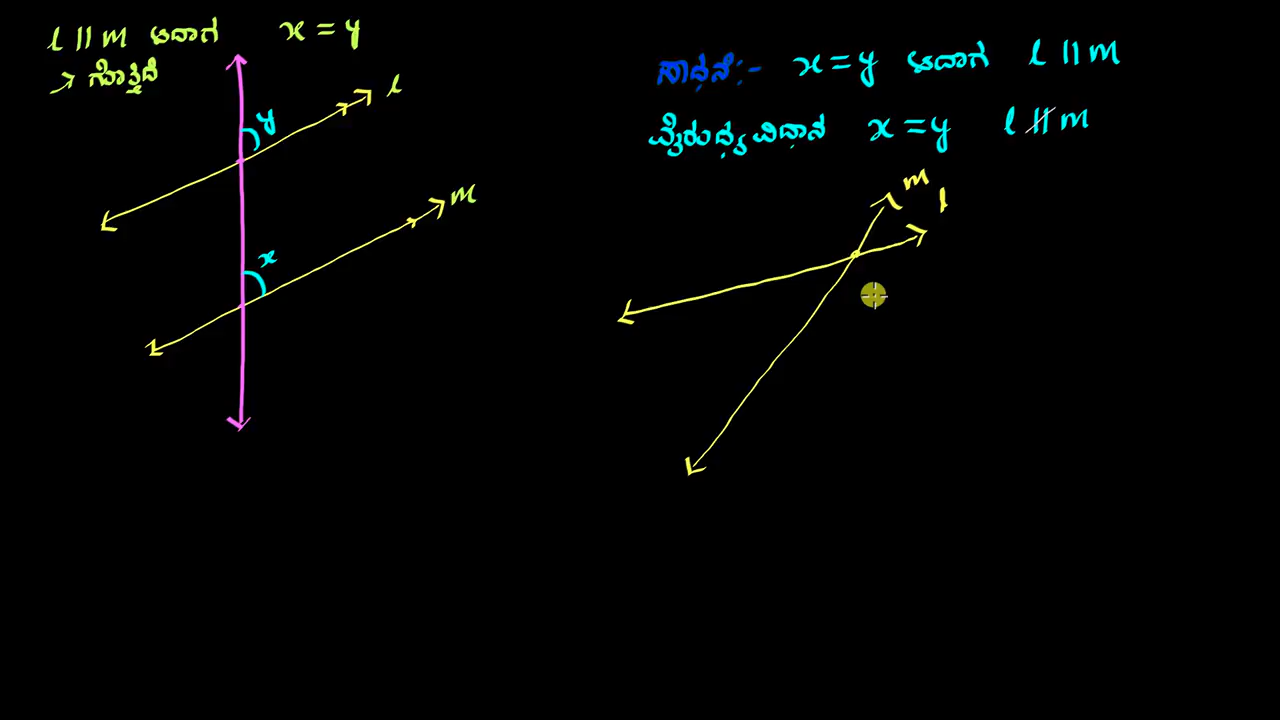 l || m ಆದಾಗ x = y
→ ಗೊತ್ತಿದೆ
l
y
m
x
ಸಾಧನೆ:- x = y ಆದಾಗ l || m
ವೈರುಧ್ಯ ವಿಧಾನ x = y l ∦ m
m
l